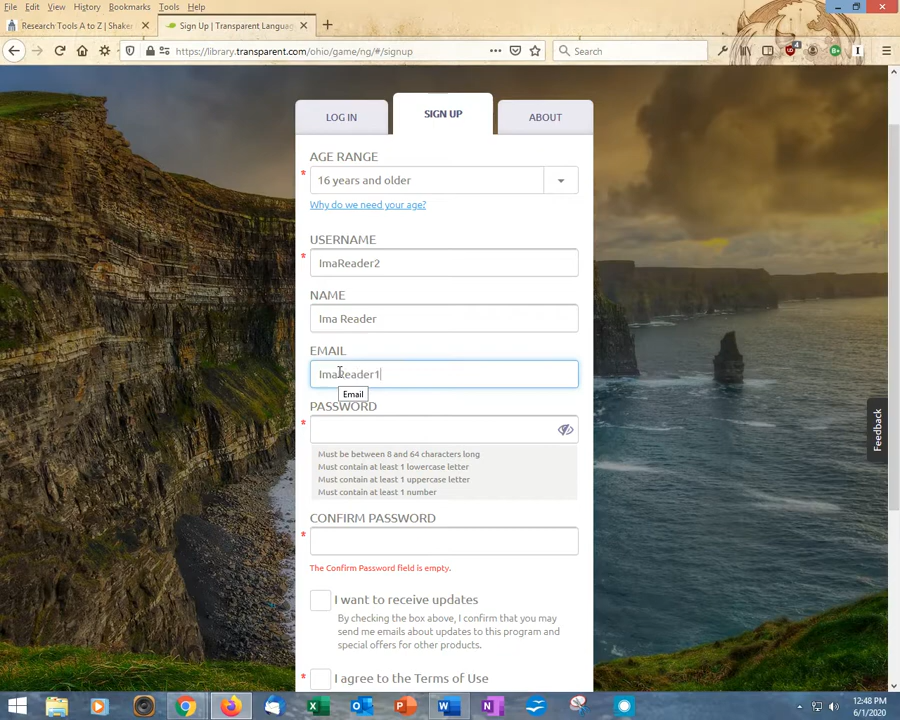 File Edit View History Bookmarks Tools Help
Research Tools A to Z | Shaker
Sign Up | Transparent Language
https://library.transparent.com/ohio/game/ng/#/signup
Search
LOG IN
SIGN UP
ABOUT
AGE RANGE
* 16 years and older
Why do we need your age?
USERNAME
* ImaReader2
NAME
Ima Reader
EMAIL
ImaReader1
Email
PASSWORD
*
Must be between 8 and 64 characters long
Must contain at least 1 lowercase letter
Must contain at least 1 uppercase letter
Must contain at least 1 number
CONFIRM PASSWORD
*
The Confirm Password field is empty.
I want to receive updates
By checking the box above, I confirm that you may
send me emails about updates to this program and
special offers for other products.
* I agree to the Terms of Use
Feedback
12:48 PM
6/1/2020